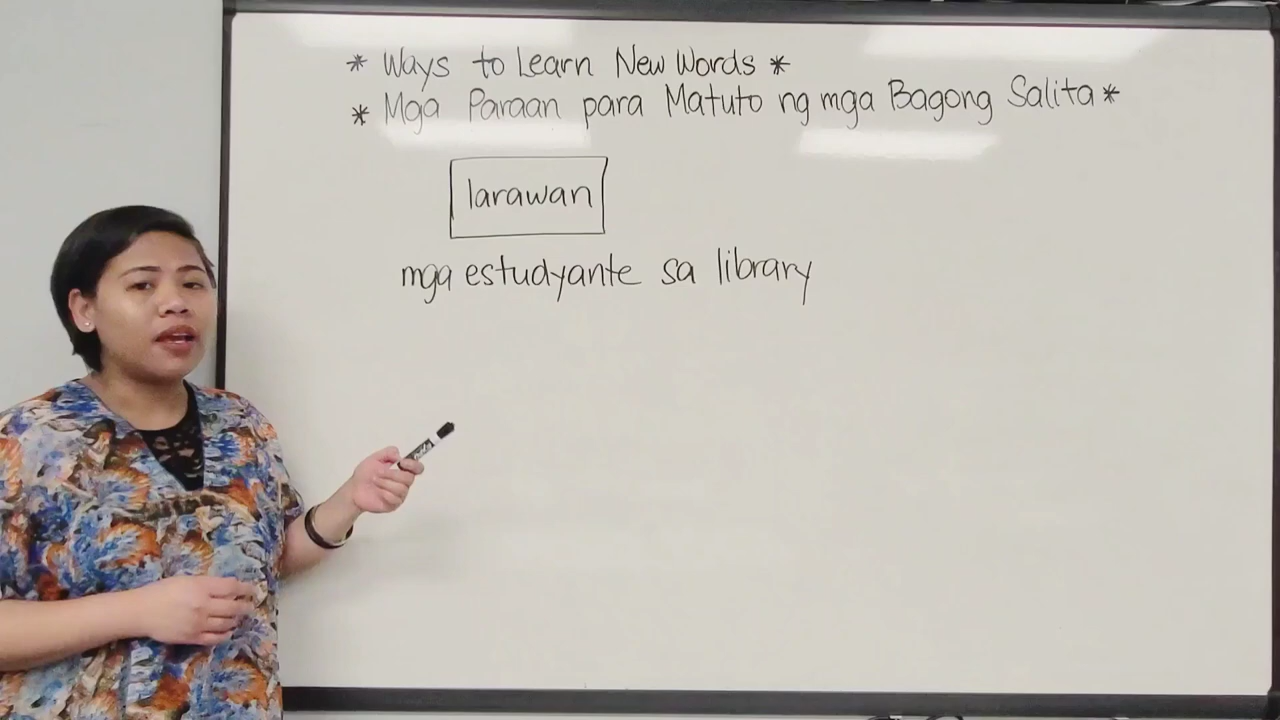 * Ways to Learn New Words *
* Mga Paraan para Matuto ng mga Bagong Salita *
larawan
mga estudyante sa library